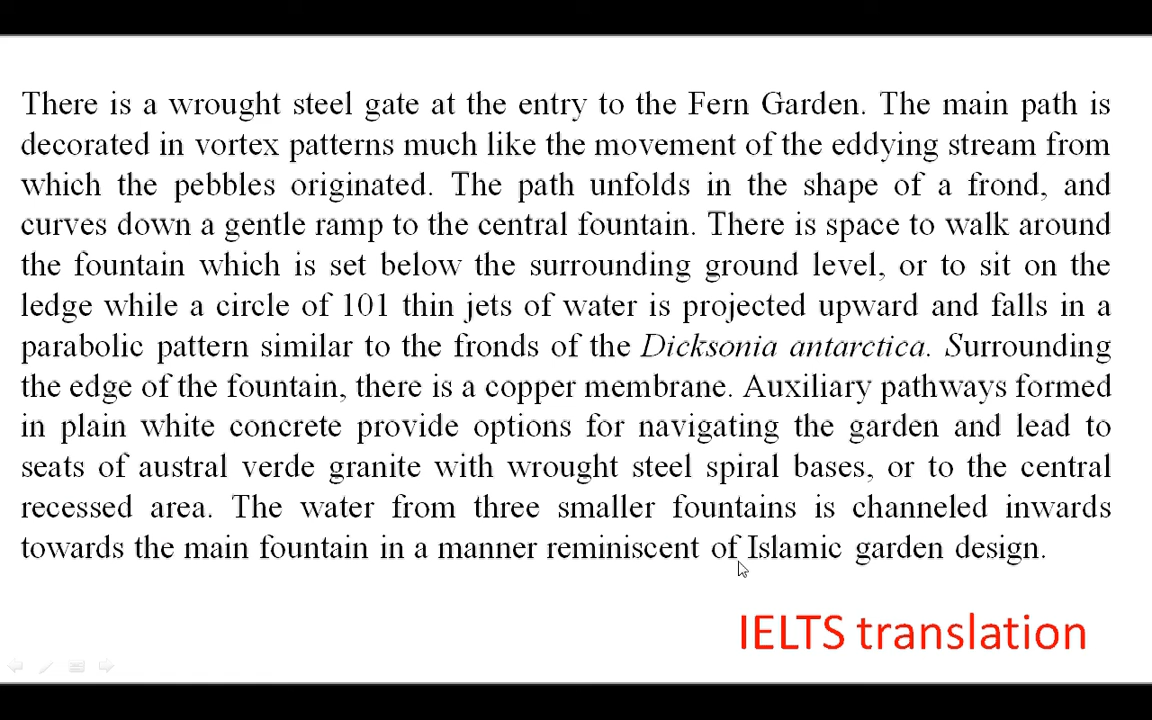 There is a wrought steel gate at the entry to the Fern Garden. The main path is
decorated in vortex patterns much like the movement of the eddying stream from
which the pebbles originated. The path unfolds in the shape of a frond, and
curves down a gentle ramp to the central fountain. There is space to walk around
the fountain which is set below the surrounding ground level, or to sit on the
ledge while a circle of 101 thin jets of water is projected upward and falls in a
parabolic pattern similar to the fronds of the Dicksonia antarctica. Surrounding
the edge of the fountain, there is a copper membrane. Auxiliary pathways formed
in plain white concrete provide options for navigating the garden and lead to
seats of austral verde granite with wrought steel spiral bases, or to the central
recessed area. The water from three smaller fountains is channeled inwards
towards the main fountain in a manner reminiscent of Islamic garden design.
IELTS translation